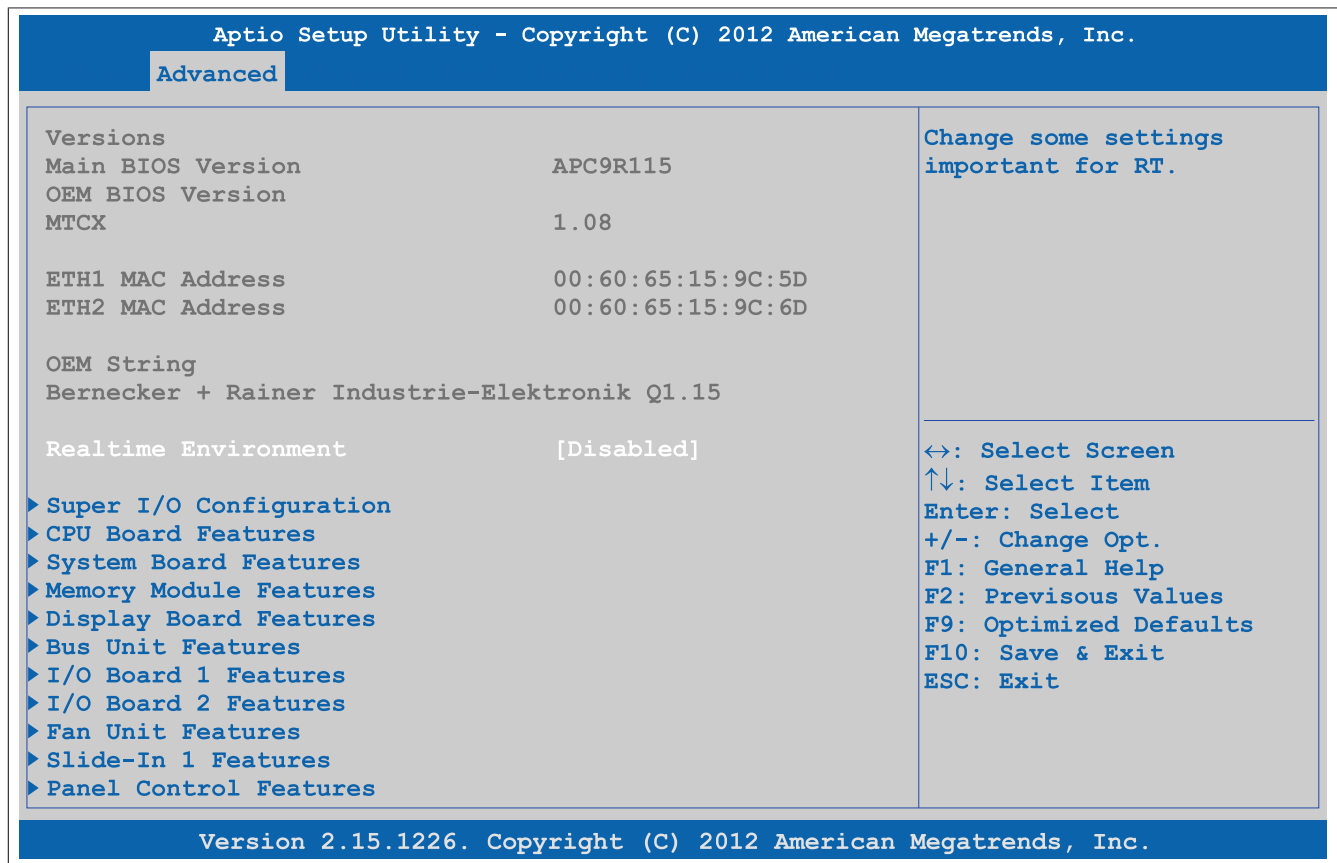 Aptio Setup Utility - Copyright (C) 2012 American Megatrends, Inc.
Advanced
Versions
Main BIOS Version APC9R115
OEM BIOS Version
MTCX 1.08
ETH1 MAC Address 00:60:65:15:9C:5D
ETH2 MAC Address 00:60:65:15:9C:6D
OEM String
Bernecker + Rainer Industrie-Elektronik Q1.15
Realtime Environment [Disabled]
Super I/O Configuration
CPU Board Features
System Board Features
Memory Module Features
Display Board Features
Bus Unit Features
I/O Board 1 Features
I/O Board 2 Features
Fan Unit Features
Slide-In 1 Features
Panel Control Features
Change some settings
important for RT.
↔: Select Screen
↑↓: Select Item
Enter: Select
+/-: Change Opt.
F1: General Help
F2: Previsous Values
F9: Optimized Defaults
F10: Save & Exit
ESC: Exit
Version 2.15.1226. Copyright (C) 2012 American Megatrends, Inc.